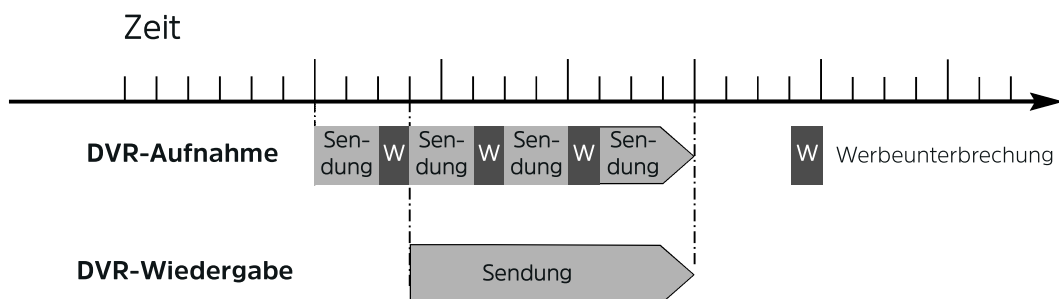 Zeit
DVR-Aufnahme
Sen-
dung
W
Sen-
dung
W
Sen-
dung
W
Sen-
dung
W
Werbeunterbrechung
DVR-Wiedergabe
Sendung